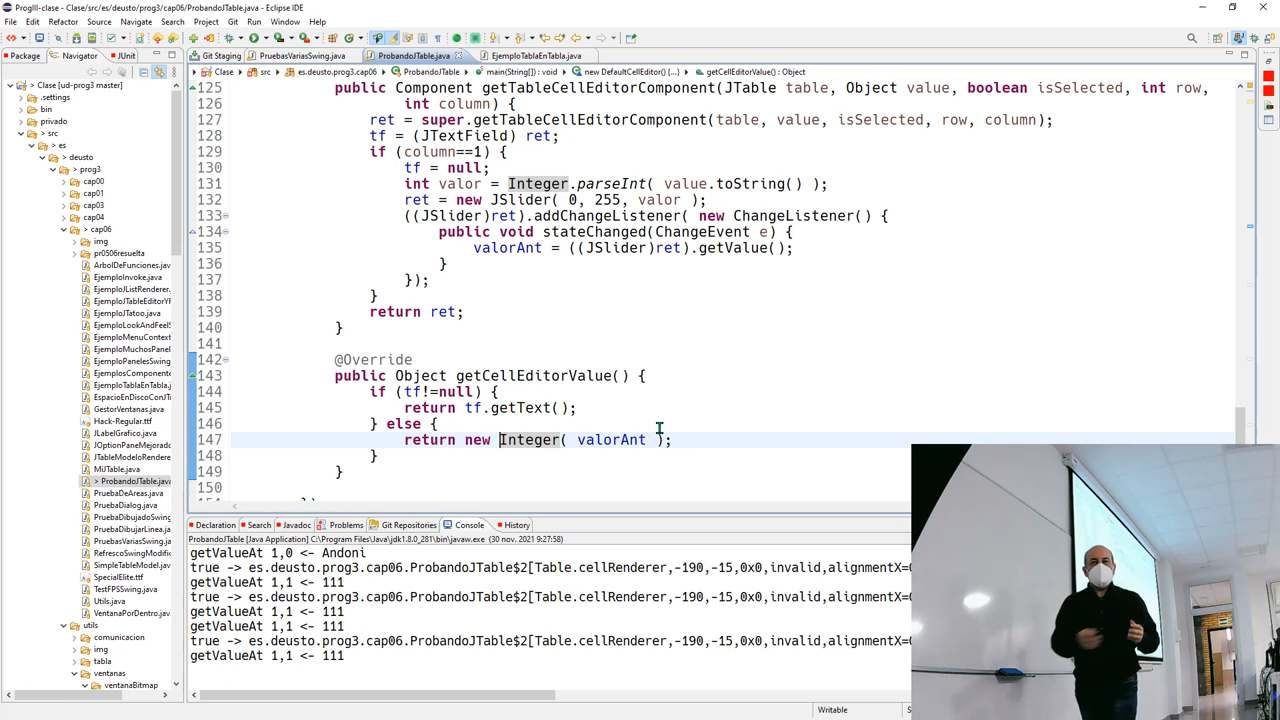 ProgIII-clase - Clase/src/es/deusto/prog3/cap06/ProbandoJTable.java - Eclipse IDE
File Edit Refactor Source Navigate Search Project Git Run Window Help
Package Navigator JUnit
Git Staging PruebasVariasSwing.java ProbandoJTable.java EjemploTablaEnTabla.java
Clase src es.deusto.prog3.cap06 ProbandoJTable main(String[]) : void new DefaultCellEditor() {...} getCellEditorValue() : Object
> Clase [ud-prog3 master]
.settings
bin
privado
> src
> es
> deusto
> prog3
cap00
cap01
cap03
cap04
> cap06
img
pr0506resuelta
ArbolDeFunciones.java
EjemploInvoke.java
EjemploJListRenderer.
EjemploJTableEditorYF
EjemploJTatoo.java
EjemploLookAndFeelS
EjemploMenuContext
EjemploMuchosPanel
EjemploPanelesSwing
EjemplosComponente
EjemploTablaEnTabla.
EspacioEnDiscoConJT
GestorVentanas.java
Hack-Regular.ttf
JLabelGrafico.java
JOptionPaneMejorado
JTableModeloRender
MiJTable.java
> ProbandoJTable.java
PruebaDeAreas.java
PruebaDialog.java
PruebaDibujadoSwing
PruebaDibujarLinea.ja
PruebasVariasSwing.ja
RefrescoSwingModific
SimpleTableModel.jav
SpecialElite.ttf
TestFPSSwing.java
Utils.java
VentanaPorDentro.jav
utils
comunicacion
img
tabla
ventanas
ventanaBitmap
125 public Component getTableCellEditorComponent(JTable table, Object value, boolean isSelected, int row,
126 int column) {
127 ret = super.getTableCellEditorComponent(table, value, isSelected, row, column);
128 tf = (JTextField) ret;
129 if (column==1) {
130 tf = null;
131 int valor = Integer.parseInt( value.toString() );
132 ret = new JSlider( 0, 255, valor );
133 ((JSlider)ret).addChangeListener( new ChangeListener() {
134 public void stateChanged(ChangeEvent e) {
135 valorAnt = ((JSlider)ret).getValue();
136 }
137 });
138 }
139 return ret;
140 }
141
142 @Override
143 public Object getCellEditorValue() {
144 if (tf!=null) {
145 return tf.getText();
146 } else {
147 return new Integer( valorAnt );
148 }
149 }
150
Declaration Search Javadoc Problems Git Repositories Console History
ProbandoJTable [Java Application] C:\Program Files\Java\jdk1.8.0_281\bin\javaw.exe (30 nov. 2021 9:27:58)
getValueAt 1,0 <- Andoni
true -> es.deusto.prog3.cap06.ProbandoJTable$2[Table.cellRenderer,-190,-15,0x0,invalid,alignmentX=0
getValueAt 1,1 <- 111
true -> es.deusto.prog3.cap06.ProbandoJTable$2[Table.cellRenderer,-190,-15,0x0,invalid,alignmentX=0
getValueAt 1,1 <- 111
getValueAt 1,1 <- 111
true -> es.deusto.prog3.cap06.ProbandoJTable$2[Table.cellRenderer,-190,-15,0x0,invalid,alignmentX=0
getValueAt 1,1 <- 111
Writable